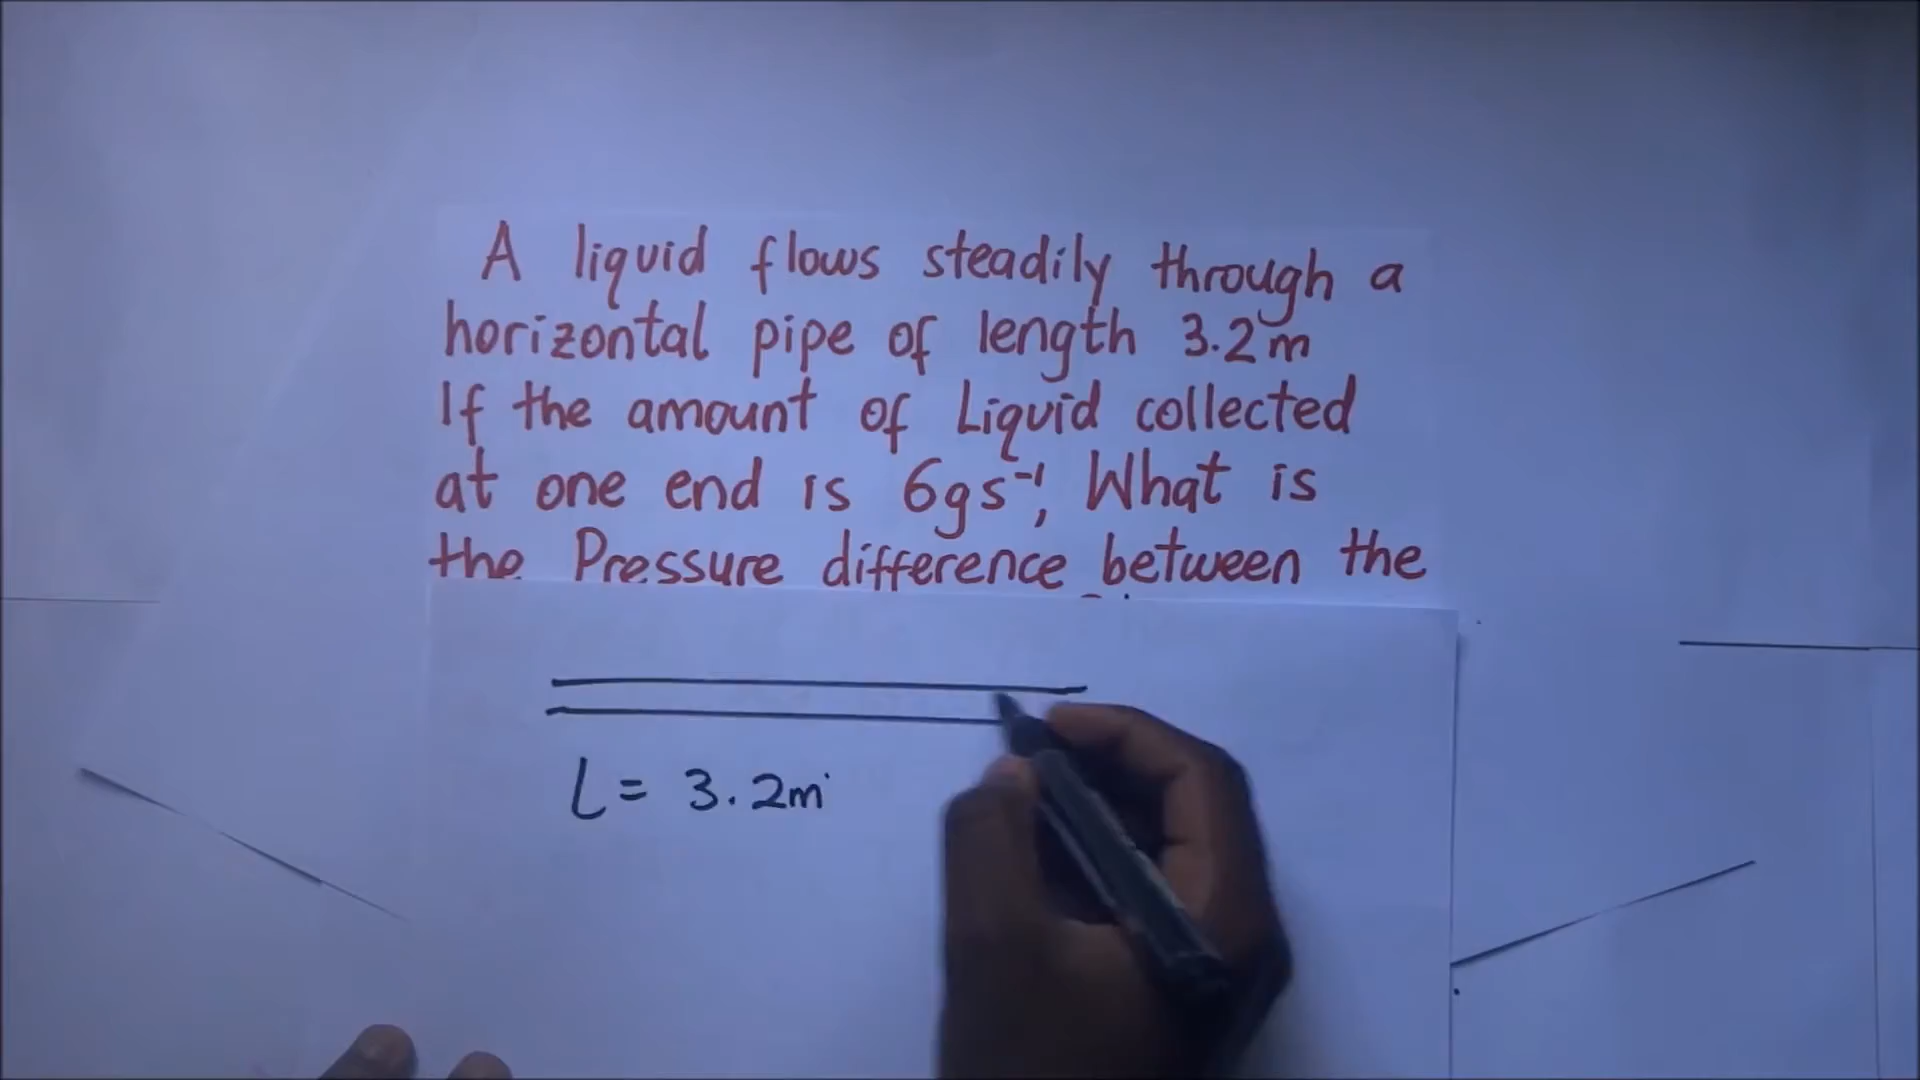 A liquid flows steadily through a
horizontal pipe of length 3.2m
If the amount of Liquid collected
at one end is 6gs⁻¹, What is
the Pressure difference between the
L = 3.2m